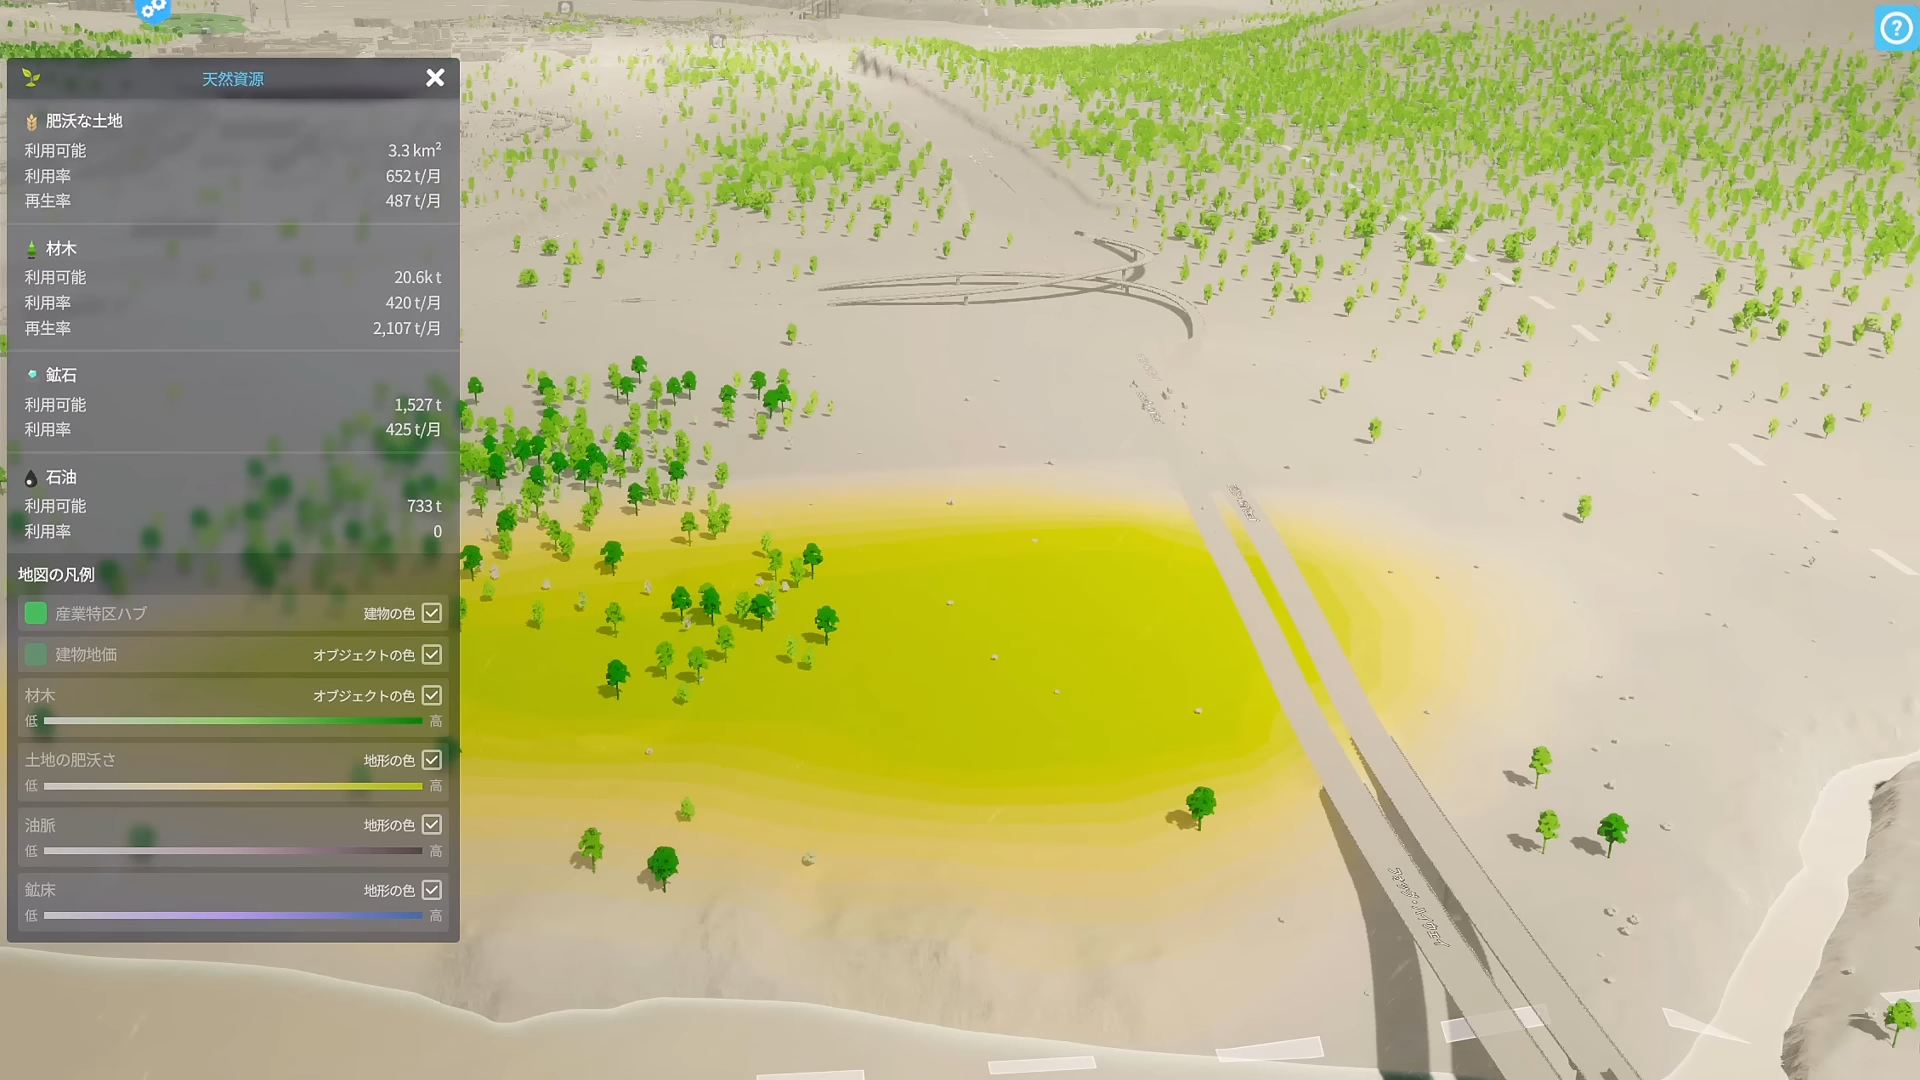 天然資源
肥沃な土地
利用可能 3.3 km²
利用率 652 t/月
再生率 487 t/月
材木
利用可能 20.6k t
利用率 420 t/月
再生率 2,107 t/月
鉱石
利用可能 1,527 t
利用率 425 t/月
石油
利用可能 733 t
利用率 0
地図の凡例
産業特区ハブ 建物の色
建物地価 オブジェクトの色
材木 オブジェクトの色
低 高
土地の肥沃さ 地形の色
低 高
油脈 地形の色
低 高
鉱床 地形の色
低 高
?